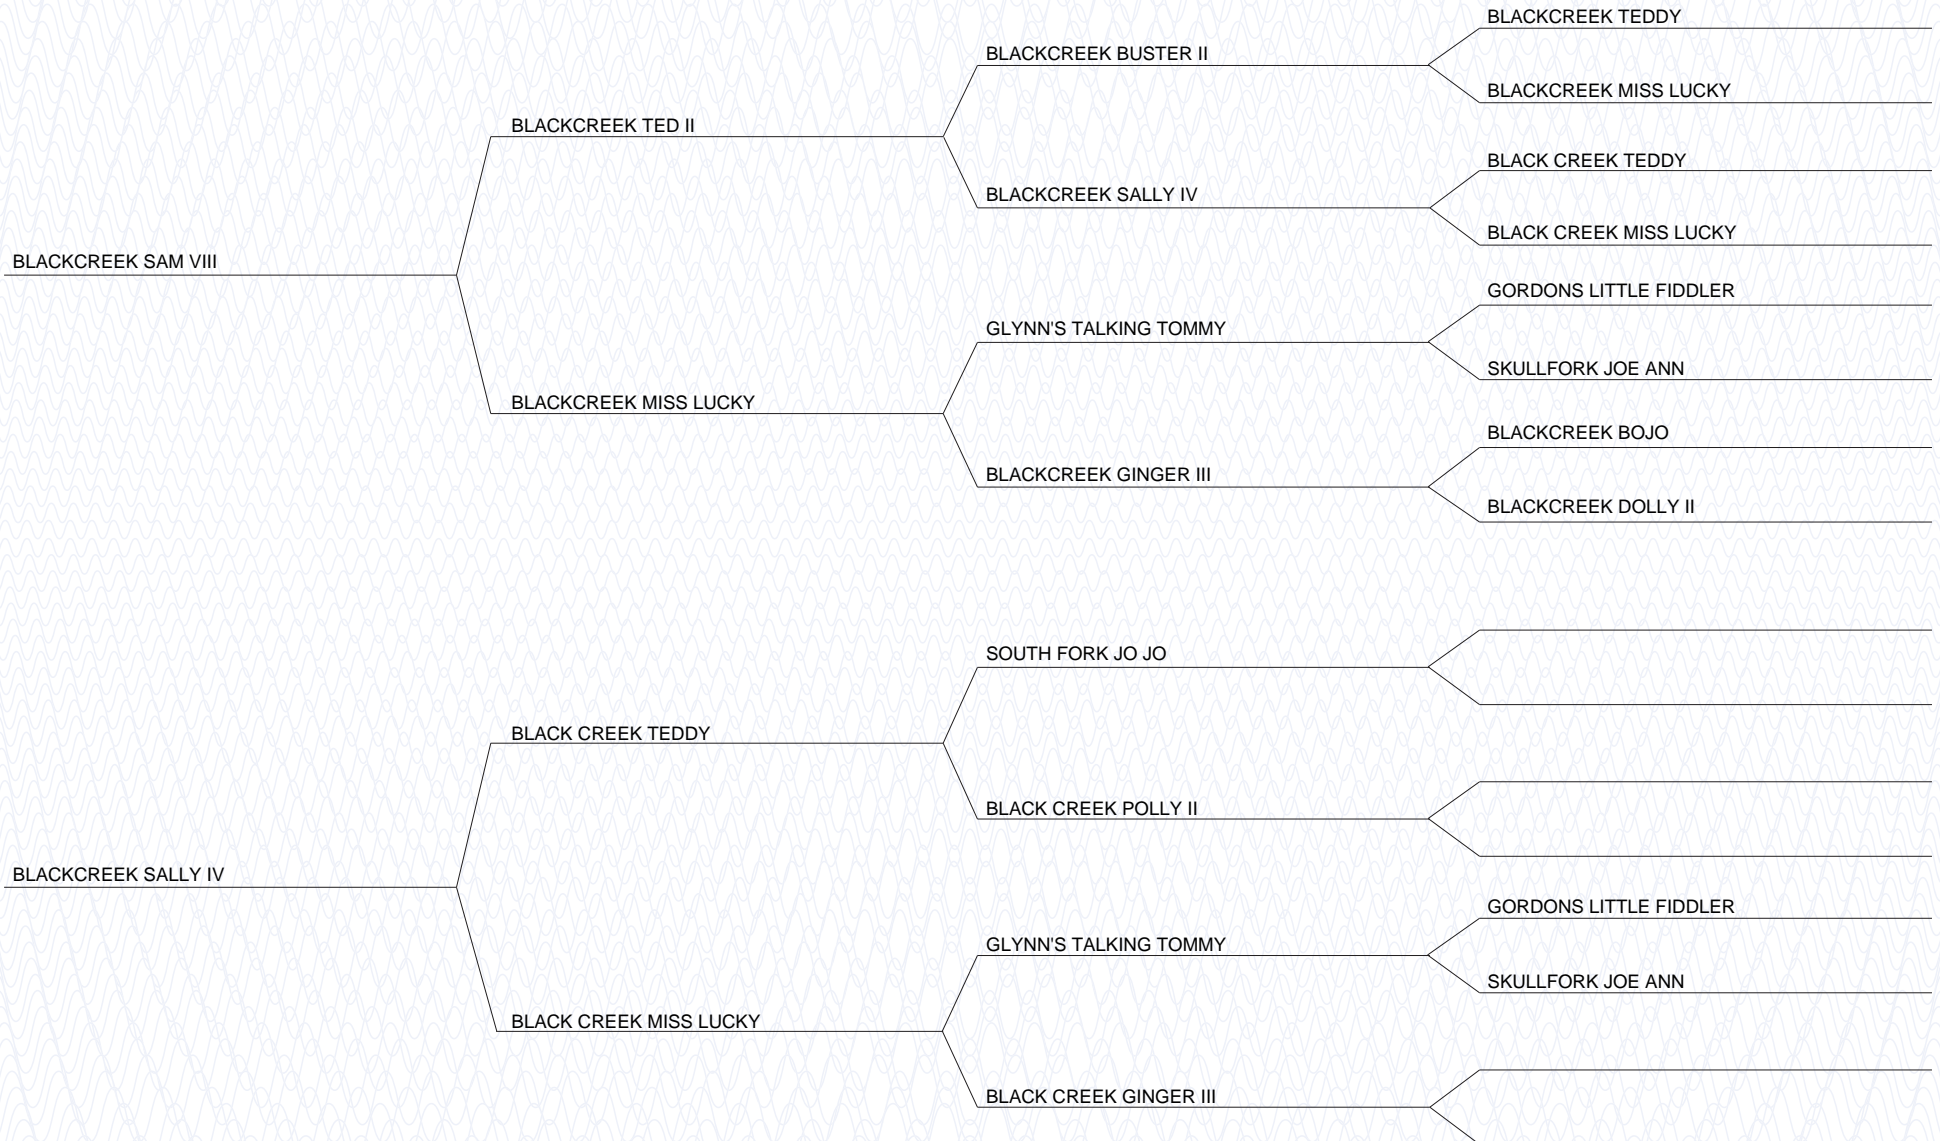 BLACKCREEK TEDDY
BLACKCREEK BUSTER II
BLACKCREEK MISS LUCKY
BLACKCREEK TED II
BLACK CREEK TEDDY
BLACKCREEK SALLY IV
BLACK CREEK MISS LUCKY
BLACKCREEK SAM VIII
GORDONS LITTLE FIDDLER
GLYNN'S TALKING TOMMY
SKULLFORK JOE ANN
BLACKCREEK MISS LUCKY
BLACKCREEK BOJO
BLACKCREEK GINGER III
BLACKCREEK DOLLY II
SOUTH FORK JO JO
BLACK CREEK TEDDY
BLACK CREEK POLLY II
BLACKCREEK SALLY IV
GORDONS LITTLE FIDDLER
GLYNN'S TALKING TOMMY
SKULLFORK JOE ANN
BLACK CREEK MISS LUCKY
BLACK CREEK GINGER III